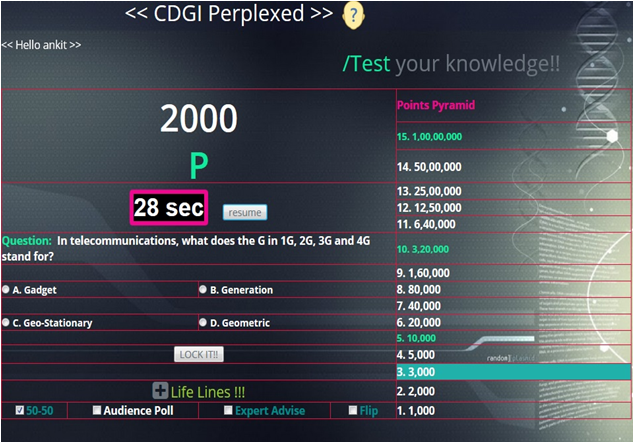 << CDGI Perplexed >> ?
<< Hello ankit >>
/Test your knowledge!!
2000
P
28 sec
resume
Question: In telecommunications, what does the G in 1G, 2G, 3G and 4G
stand for?
A. Gadget
B. Generation
C. Geo-Stationary
D. Geometric
LOCK IT!!
+ Life Lines !!!
50-50
Audience Poll
Expert Advise
Flip
Points Pyramid
15. 1,00,00,000
14. 50,00,000
13. 25,00,000
12. 12,50,000
11. 6,40,000
10. 3,20,000
9. 1,60,000
8. 80,000
7. 40,000
6. 20,000
5. 10,000
4. 5,000
3. 3,000
2. 2,000
1. 1,000